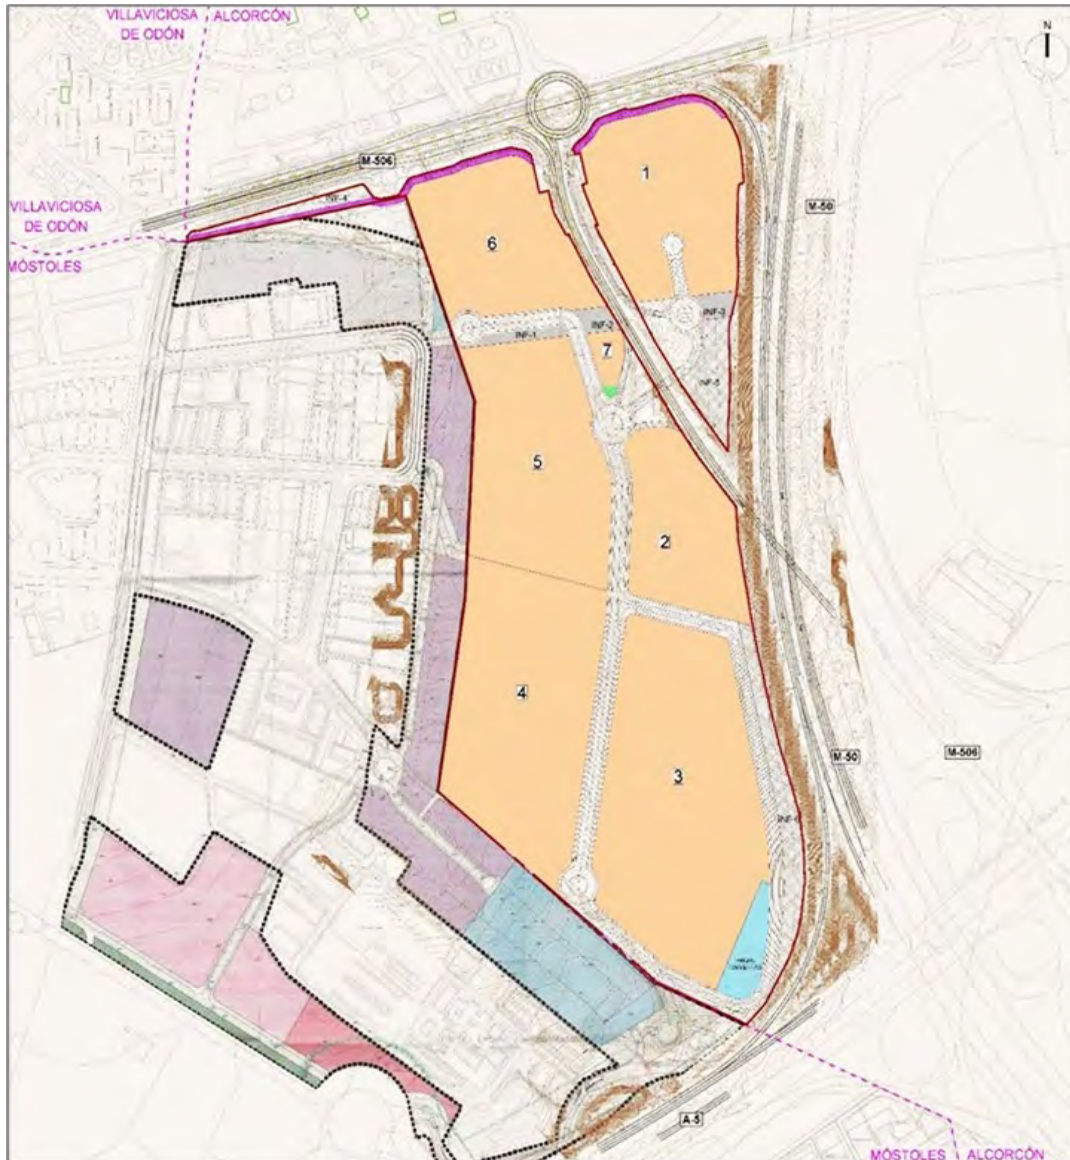 VILLAVICIOSA
DE ODÓN
ALCORCÓN
N
M-506
1
INF-4
VILLAVICIOSA
DE ODÓN
MÓSTOLES
M-50
6
INF-1
INF-2
INF-3
7
INF-5
5
2
4
3
M-506
M-50
A-5
MÓSTOLES
ALCORCÓN